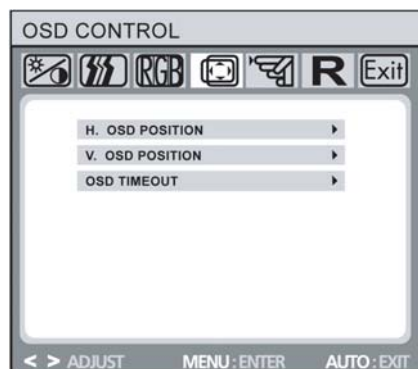 OSD CONTROL
RGB R Exit
H. OSD POSITION
V. OSD POSITION
OSD TIMEOUT
< > ADJUST MENU : ENTER AUTO : EXIT